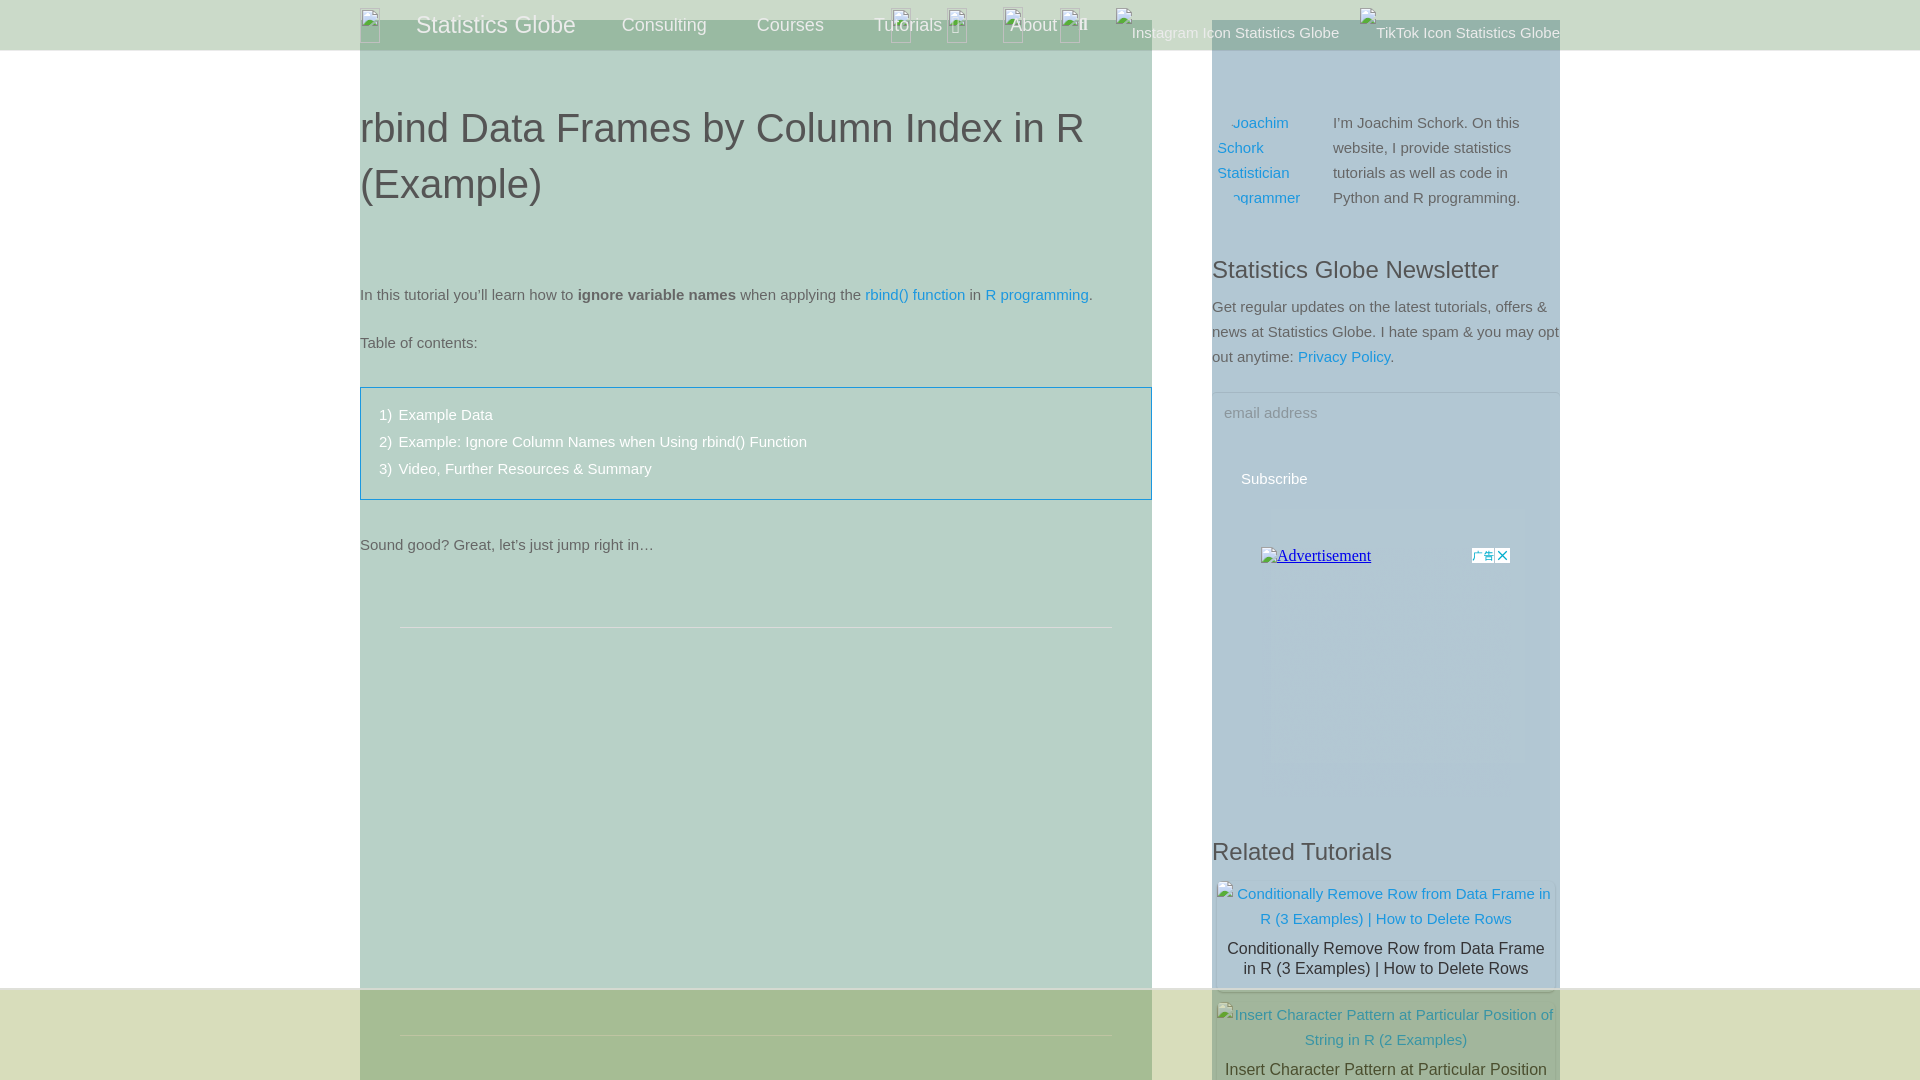 Statistics Globe Consulting Courses Tutorials About Instagram Icon Statistics Globe TikTok Icon Statistics Globe
rbind Data Frames by Column Index in R
(Example)
In this tutorial you’ll learn how to ignore variable names when applying the rbind() function in R programming.
Table of contents:
1) Example Data
2) Example: Ignore Column Names when Using rbind() Function
3) Video, Further Resources & Summary
Sound good? Great, let’s just jump right in…
Joachim
Schork
Statistician
I’m Joachim Schork. On this
website, I provide statistics
tutorials as well as code in
Python and R programming.
Statistics Globe Newsletter
Get regular updates on the latest tutorials, offers &
news at Statistics Globe. I hate spam & you may opt
out anytime: Privacy Policy.
email address
Subscribe
Advertisement 广告
Related Tutorials
Conditionally Remove Row from Data Frame in
R (3 Examples) | How to Delete Rows
Conditionally Remove Row from Data Frame
in R (3 Examples) | How to Delete Rows
Insert Character Pattern at Particular Position of
String in R (2 Examples)
Insert Character Pattern at Particular Position